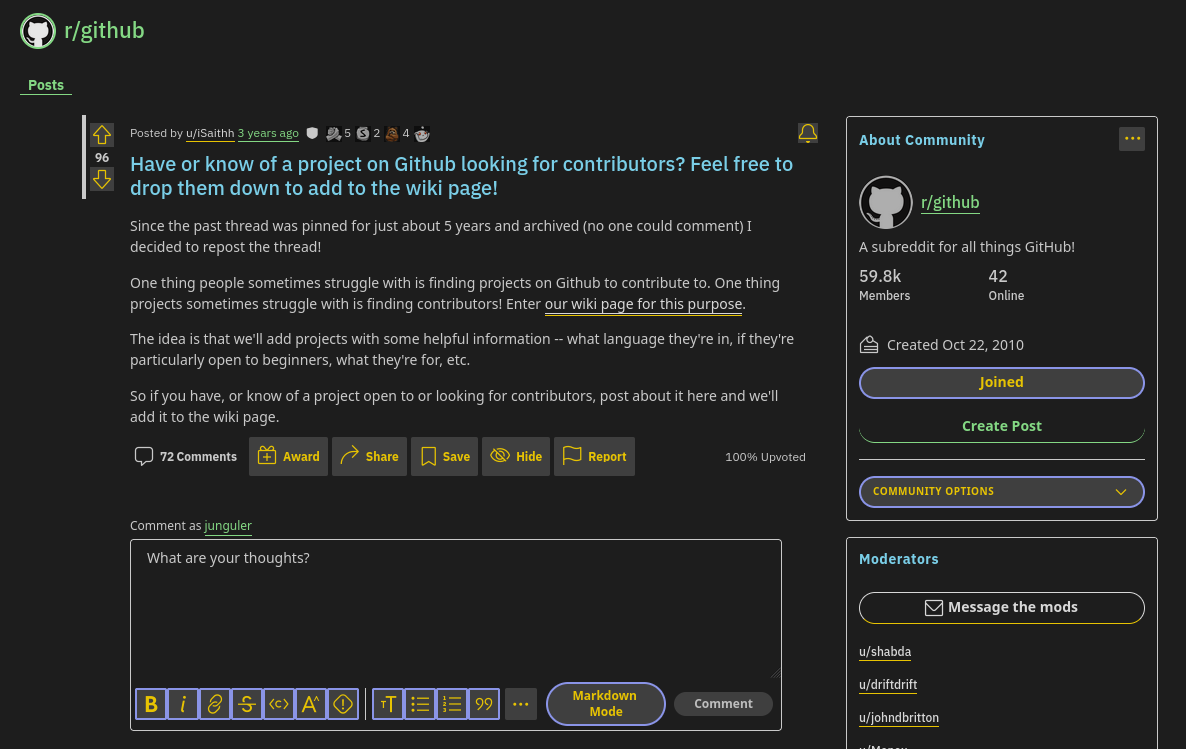 r/github
Posts
Posted by u/iSaithh 3 years ago 5 2 4
96
Have or know of a project on Github looking for contributors? Feel free to
drop them down to add to the wiki page!
Since the past thread was pinned for just about 5 years and archived (no one could comment) I
decided to repost the thread!
One thing people sometimes struggle with is finding projects on Github to contribute to. One thing
projects sometimes struggle with is finding contributors! Enter our wiki page for this purpose.
The idea is that we'll add projects with some helpful information -- what language they're in, if they're
particularly open to beginners, what they're for, etc.
So if you have, or know of a project open to or looking for contributors, post about it here and we'll
add it to the wiki page.
72 Comments Award Share Save Hide Report 100% Upvoted
Comment as junguler
What are your thoughts?
Markdown
Mode
Comment
About Community
r/github
A subreddit for all things GitHub!
59.8k 42
Members Online
Created Oct 22, 2010
Joined
Create Post
COMMUNITY OPTIONS
Moderators
Message the mods
u/shabda
u/driftdrift
u/johndbritton